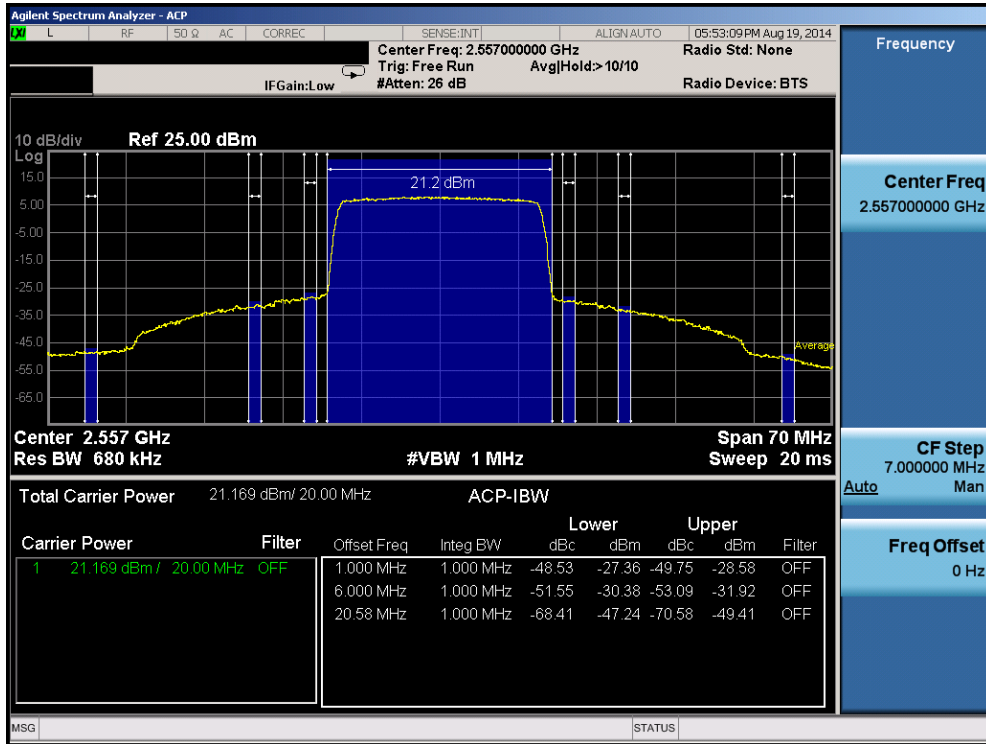 Agilent Spectrum Analyzer - ACP
LXI L RF 50 Ω AC CORREC SENSE:INT ALIGN AUTO 05:53:09 PM Aug 19, 2014
Center Freq: 2.557000000 GHz Radio Std: None
Trig: Free Run Avg|Hold:>10/10
IFGain:Low #Atten: 26 dB Radio Device: BTS
10 dB/div Ref 25.00 dBm
Log
15.0
5.00
-5.00
-15.0
-25.0
-35.0
-45.0
-55.0
-65.0
21.2 dBm
Average
Center 2.557 GHz Span 70 MHz
Res BW 680 kHz #VBW 1 MHz Sweep 20 ms
Total Carrier Power 21.169 dBm/ 20.00 MHz ACP-IBW
Lower Upper
Carrier Power Filter Offset Freq Integ BW dBc dBm dBc dBm Filter
1 21.169 dBm / 20.00 MHz OFF 1.000 MHz 1.000 MHz -48.53 -27.36 -49.75 -28.58 OFF
6.000 MHz 1.000 MHz -51.55 -30.38 -53.09 -31.92 OFF
20.58 MHz 1.000 MHz -68.41 -47.24 -70.58 -49.41 OFF
MSG STATUS
Frequency
Center Freq
2.557000000 GHz
CF Step
7.000000 MHz
Auto Man
Freq Offset
0 Hz